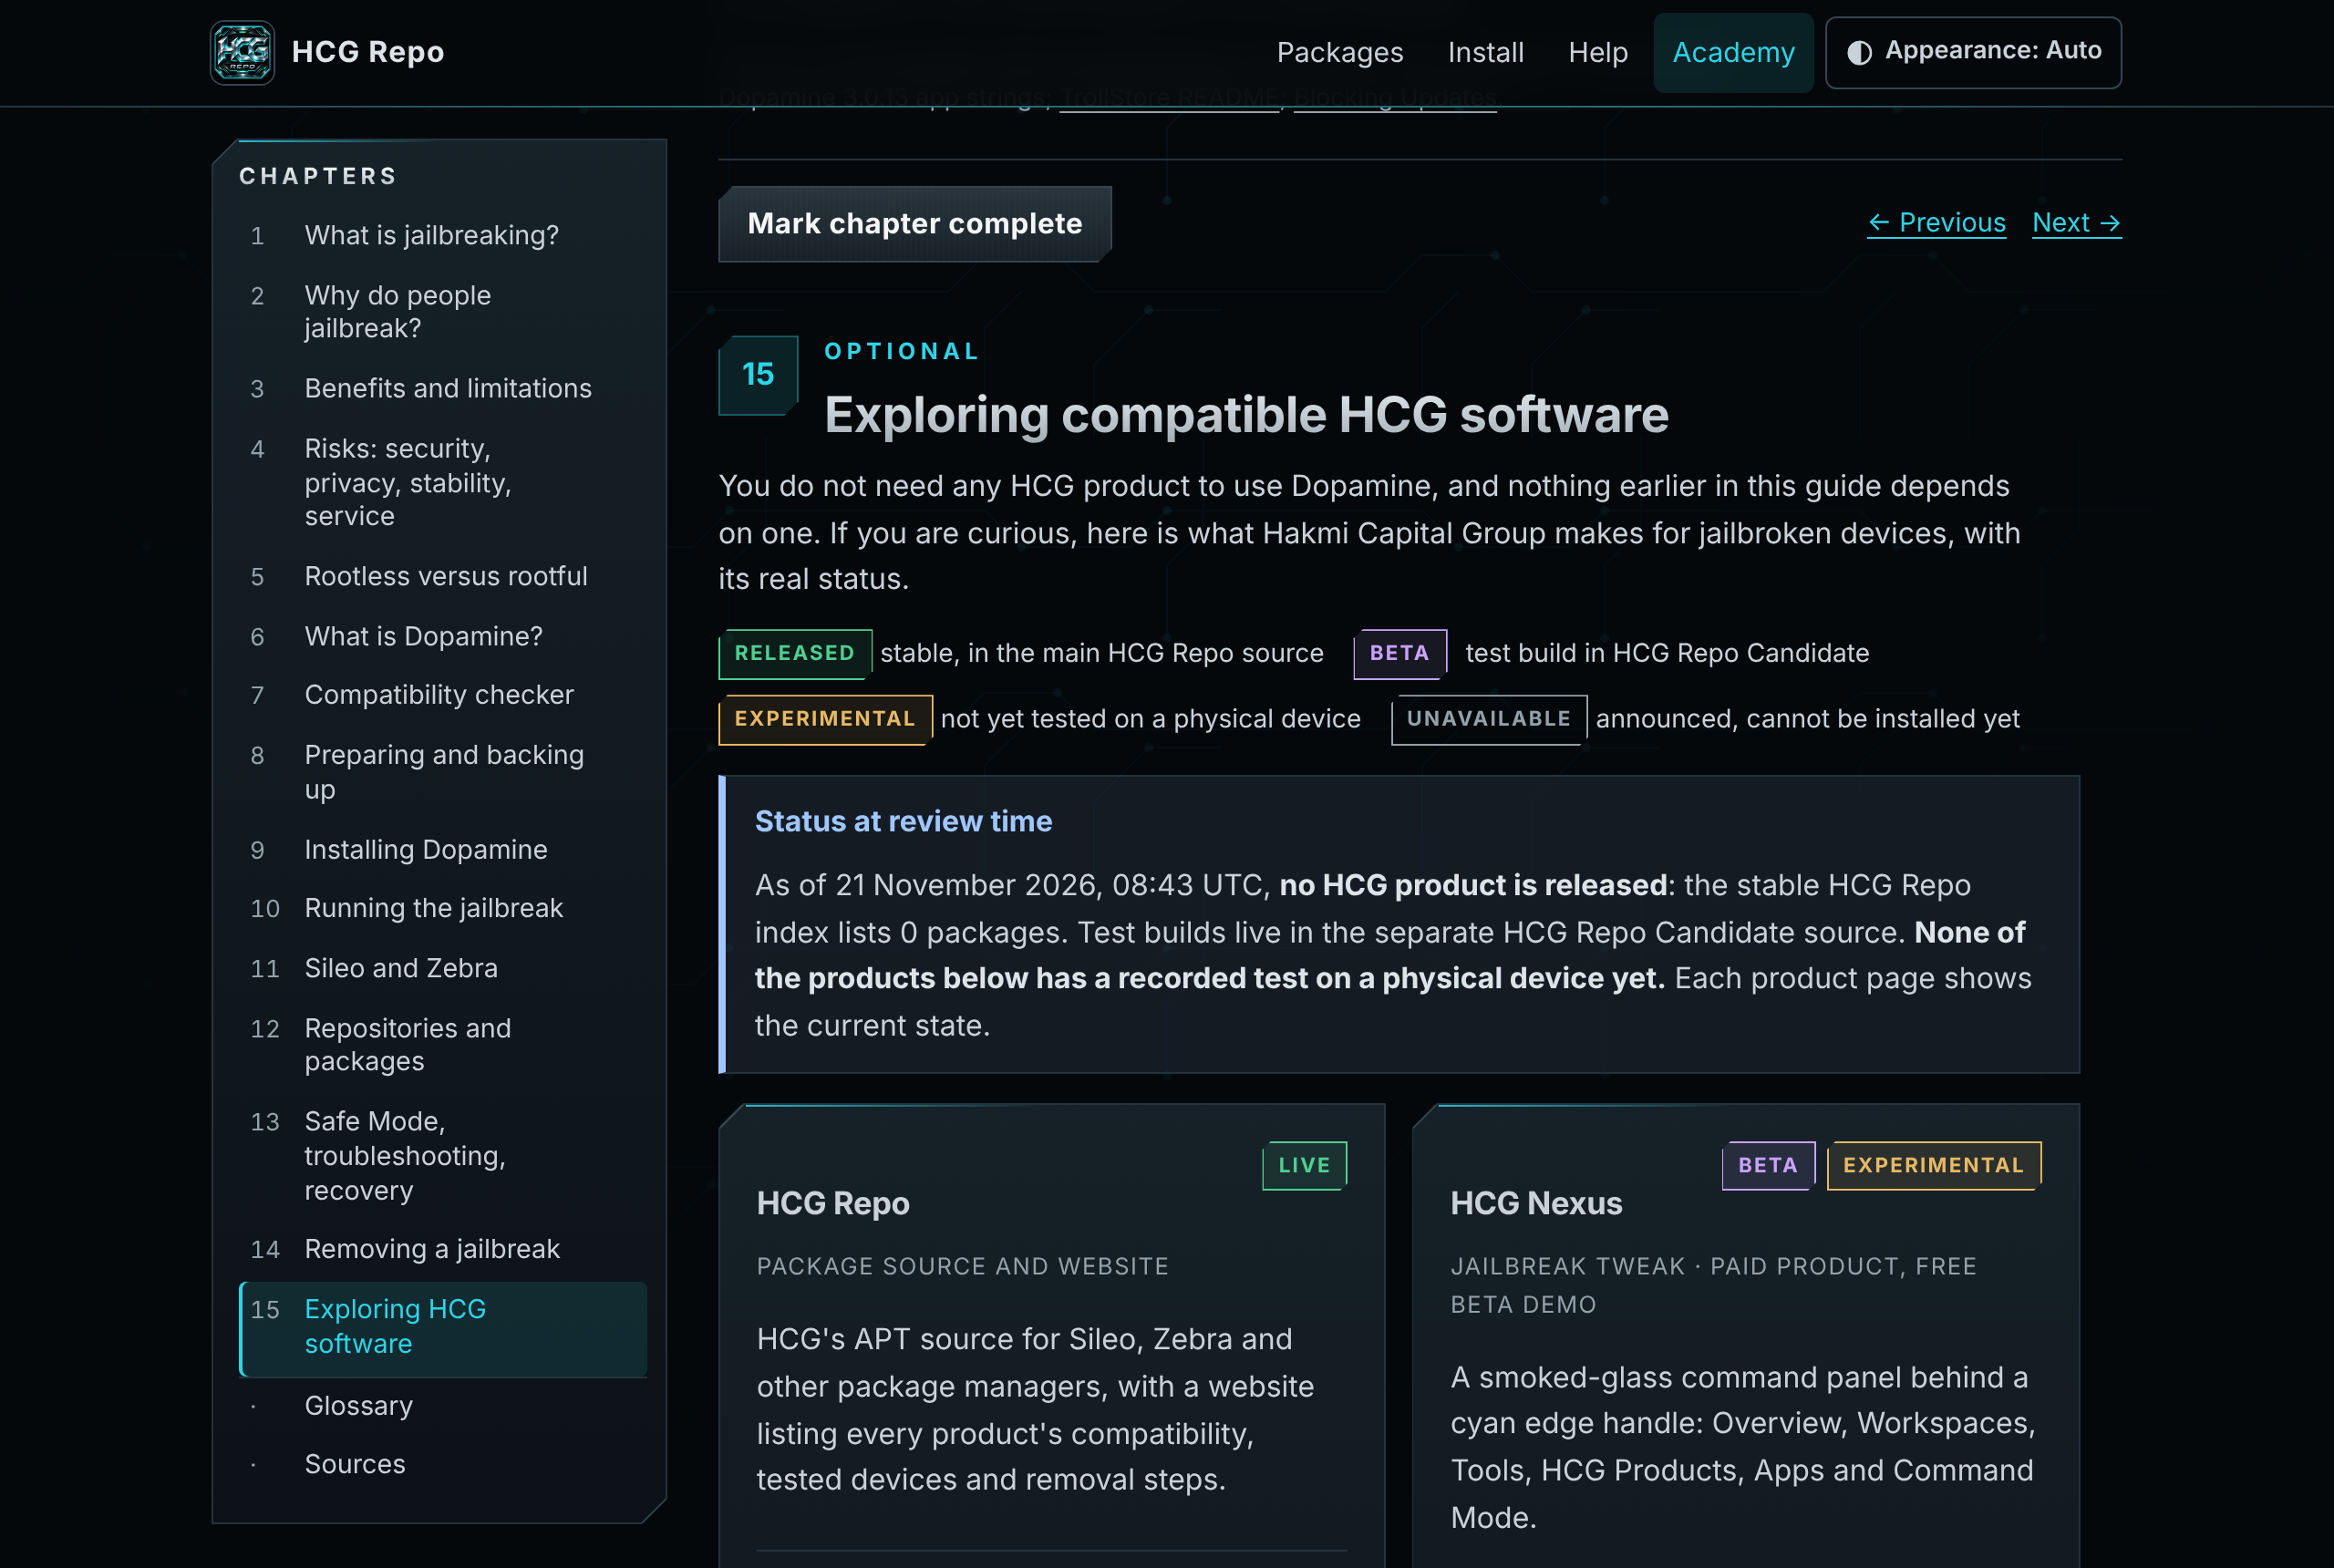 HCG REPO
HCG Repo
Packages
Install
Help
Academy
Appearance: Auto
Dopamine 3.0.13 app strings; TrollStore README; Blocking Updates.
CHAPTERS
1 What is jailbreaking?
2 Why do people
jailbreak?
3 Benefits and limitations
4 Risks: security,
privacy, stability,
service
5 Rootless versus rootful
6 What is Dopamine?
7 Compatibility checker
8 Preparing and backing
up
9 Installing Dopamine
10 Running the jailbreak
11 Sileo and Zebra
12 Repositories and
packages
13 Safe Mode,
troubleshooting,
recovery
14 Removing a jailbreak
15 Exploring HCG
software
· Glossary
· Sources
Mark chapter complete
← Previous
Next →
15
OPTIONAL
Exploring compatible HCG software
You do not need any HCG product to use Dopamine, and nothing earlier in this guide depends
on one. If you are curious, here is what Hakmi Capital Group makes for jailbroken devices, with
its real status.
RELEASED stable, in the main HCG Repo source
BETA test build in HCG Repo Candidate
EXPERIMENTAL not yet tested on a physical device
UNAVAILABLE announced, cannot be installed yet
Status at review time
As of 21 November 2026, 08:43 UTC, no HCG product is released: the stable HCG Repo
index lists 0 packages. Test builds live in the separate HCG Repo Candidate source. None of
the products below has a recorded test on a physical device yet. Each product page shows
the current state.
LIVE
HCG Repo
PACKAGE SOURCE AND WEBSITE
HCG's APT source for Sileo, Zebra and
other package managers, with a website
listing every product's compatibility,
tested devices and removal steps.
BETA
EXPERIMENTAL
HCG Nexus
JAILBREAK TWEAK · PAID PRODUCT, FREE
BETA DEMO
A smoked-glass command panel behind a
cyan edge handle: Overview, Workspaces,
Tools, HCG Products, Apps and Command
Mode.